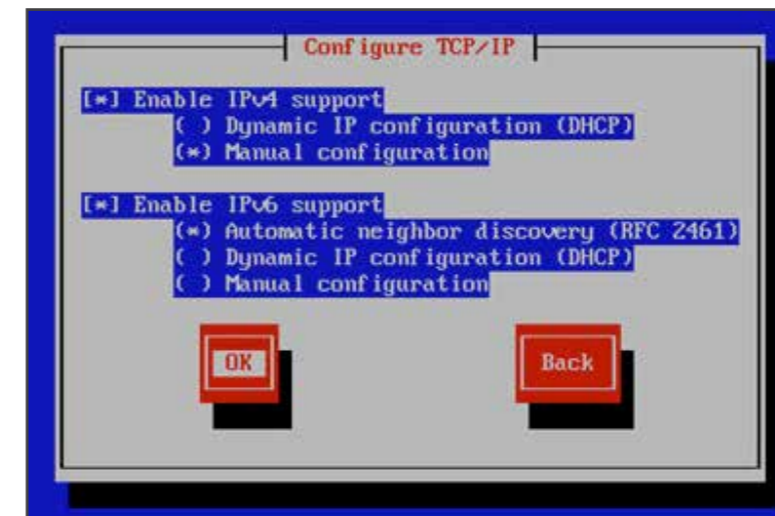 Configure TCP/IP
[*] Enable IPv4 support
( ) Dynamic IP configuration (DHCP)
(*) Manual configuration
[*] Enable IPv6 support
(*) Automatic neighbor discovery (RFC 2461)
( ) Dynamic IP configuration (DHCP)
( ) Manual configuration
OK Back